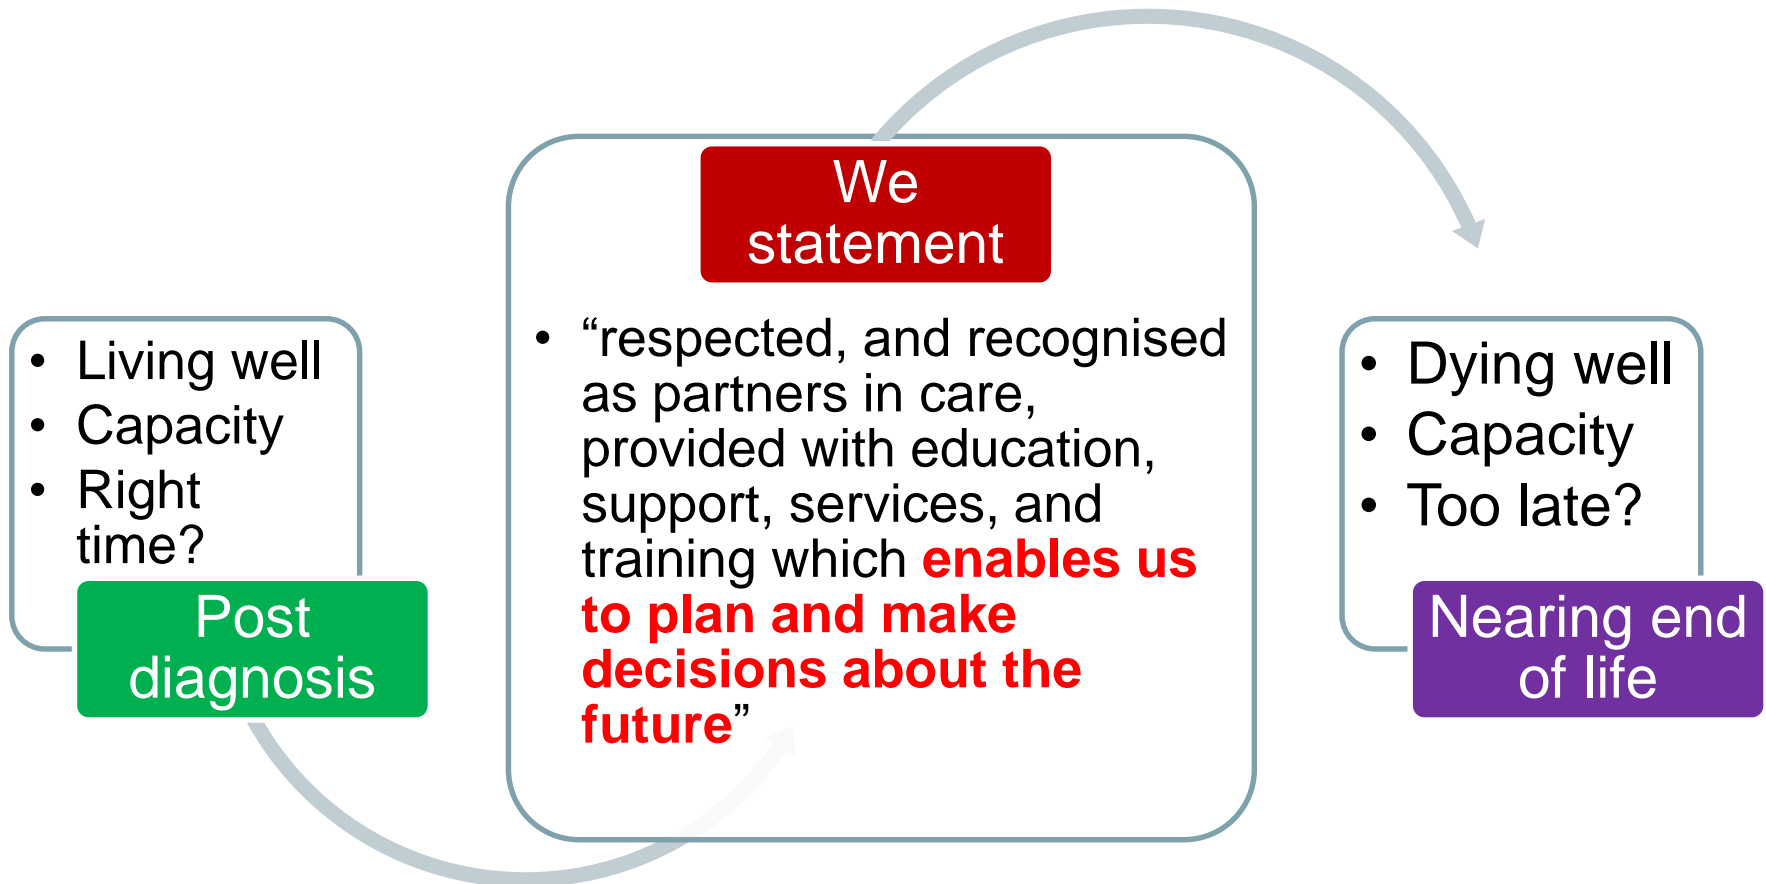 • Living well
• Capacity
• Right
time?
Post
diagnosis
We
statement
• “respected, and recognised
as partners in care,
provided with education,
support, services, and
training which enables us
to plan and make
decisions about the
future”
• Dying well
• Capacity
• Too late?
Nearing end
of life